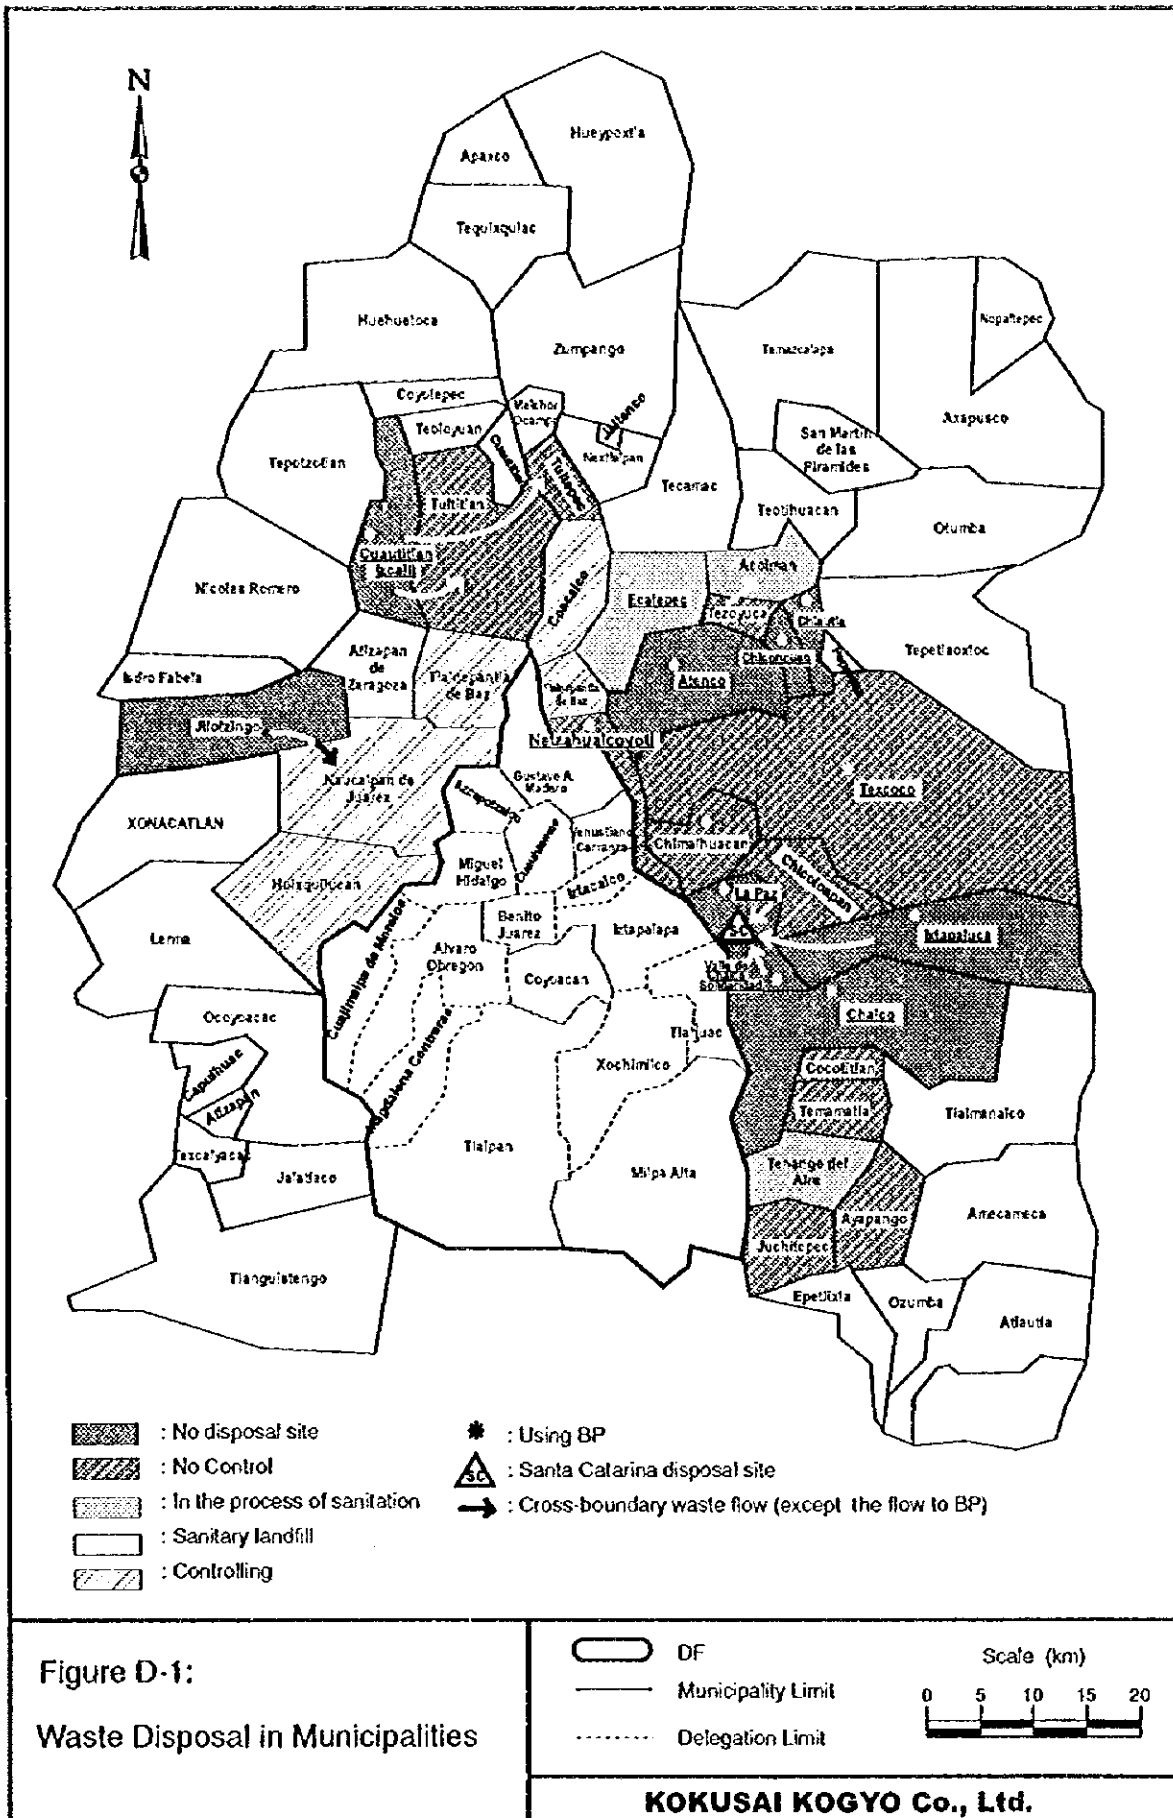 N
Hueypoxtla
Apaxco
Tequixquiac
Huehuetoca
Zumpango
Nopaltepec
Temazcalapa
Coyotepec
Melchor
Ocampo
Jaltenco
Axapusco
Teoloyuan
San Martin
de las
Piramides
Nextlalpan
Tepotzotlan
Tultepec
Tecamac
Tultitlan
Teotihuacan
Otumba
Cuautitlan
Izcalli
Acolman
Nicolas Romero
Coacalco
Ecatepec
Tezoyuca
Chiautla
Atizapan
de
Zaragoza
Tepetlaoxtoc
Chiconcuac
Isidro Fabela
Tlalnepantla
de Baz
Atenco
Tlalnepantla
de Baz
Jilotzingo
Netzahualcoyotl
Naucalpan de
Juarez
Gustavo A.
Madero
Texcoco
Azcapotzalco
XONACATLAN
Venustiano
Carranza
Chimalhuacan
Cuauhtemoc
Miguel
Hidalgo
Chicoloapan
Huixquilucan
Iztacalco
La Paz
Benito
Juarez
SC
Ixtapaluca
Lerma
Iztapalapa
Alvaro
Obregon
Cuajimalpa de Morelos
Valle de
Chalco
Solidaridad
Coyoacan
Ocoyoacac
Chalco
Tlahuac
Magdalena Contreras
Xochimilco
Capulhuac
Cocotitlan
Atizapan
Temamatla
Tlalmanalco
Texcalyacac
Tlalpan
Tenango del
Aire
Jalatlaco
Milpa Alta
Ayapango
Amecameca
Juchitepec
Tianguistengo
Epetlixta
Ozumba
Atlautla
: No disposal site
: No Control
: In the process of sanitation
: Sanitary landfill
: Controlling
: Using BP
: Santa Catarina disposal site
: Cross-boundary waste flow (except the flow to BP)
Figure D-1:
Waste Disposal in Municipalities
DF
Municipality Limit
Delegation Limit
Scale (km)
0 5 10 15 20
KOKUSAI KOGYO Co., Ltd.